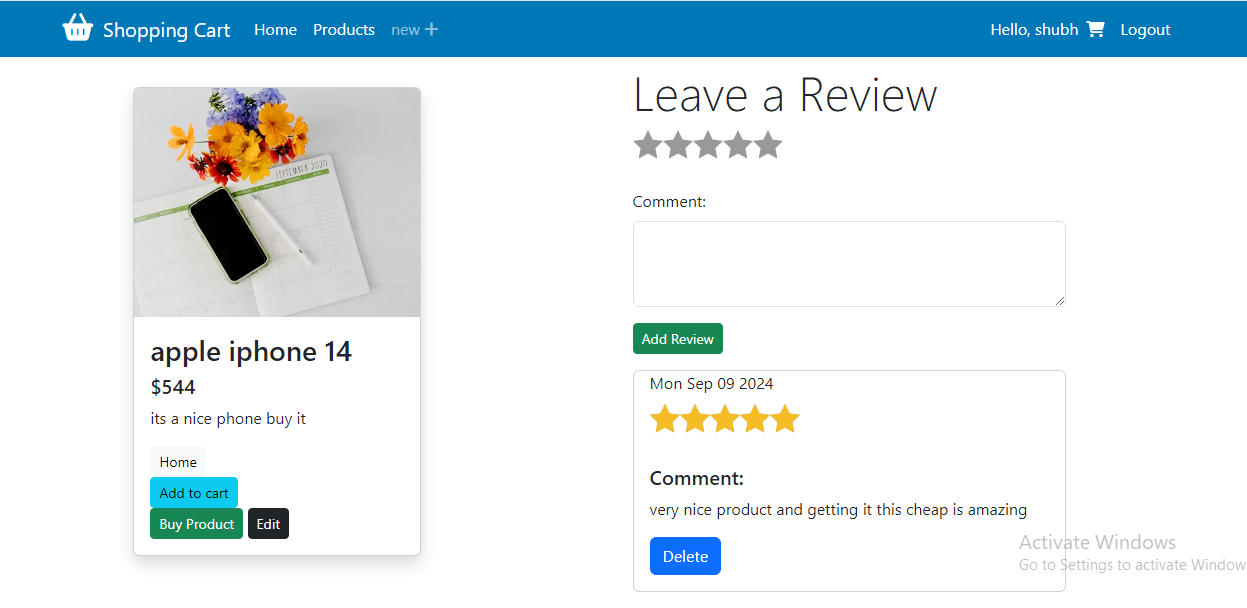 Shopping Cart Home Products new + Hello, shubh Logout
SEPTEMBER 2020
apple iphone 14
$544
its a nice phone buy it
Home
Add to cart
Buy Product Edit
Leave a Review
Comment:
Add Review
Mon Sep 09 2024
Comment:
very nice product and getting it this cheap is amazing
Delete
Activate Windows
Go to Settings to activate Window